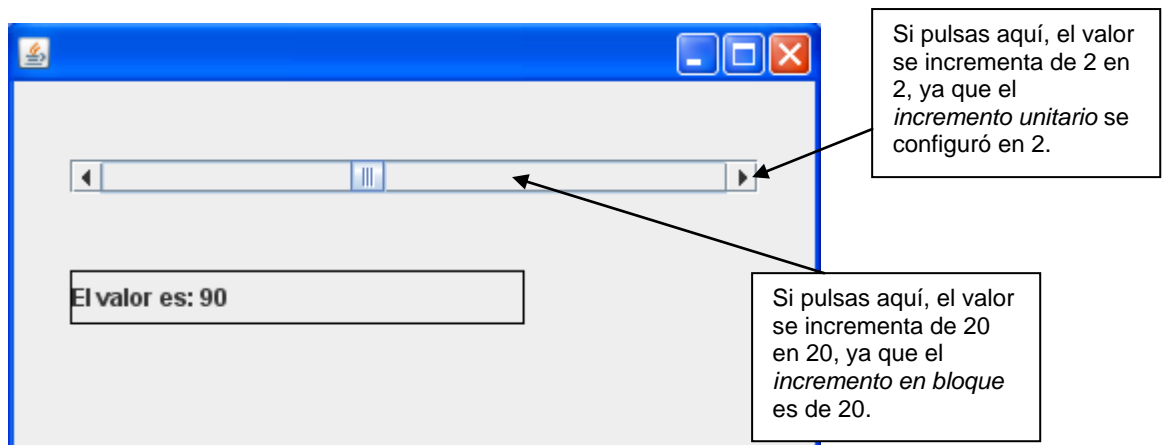 Si pulsas aquí, el valor
se incrementa de 2 en
2, ya que el
incremento unitario se
configuró en 2.
El valor es: 90
Si pulsas aquí, el valor
se incrementa de 20
en 20, ya que el
incremento en bloque
es de 20.